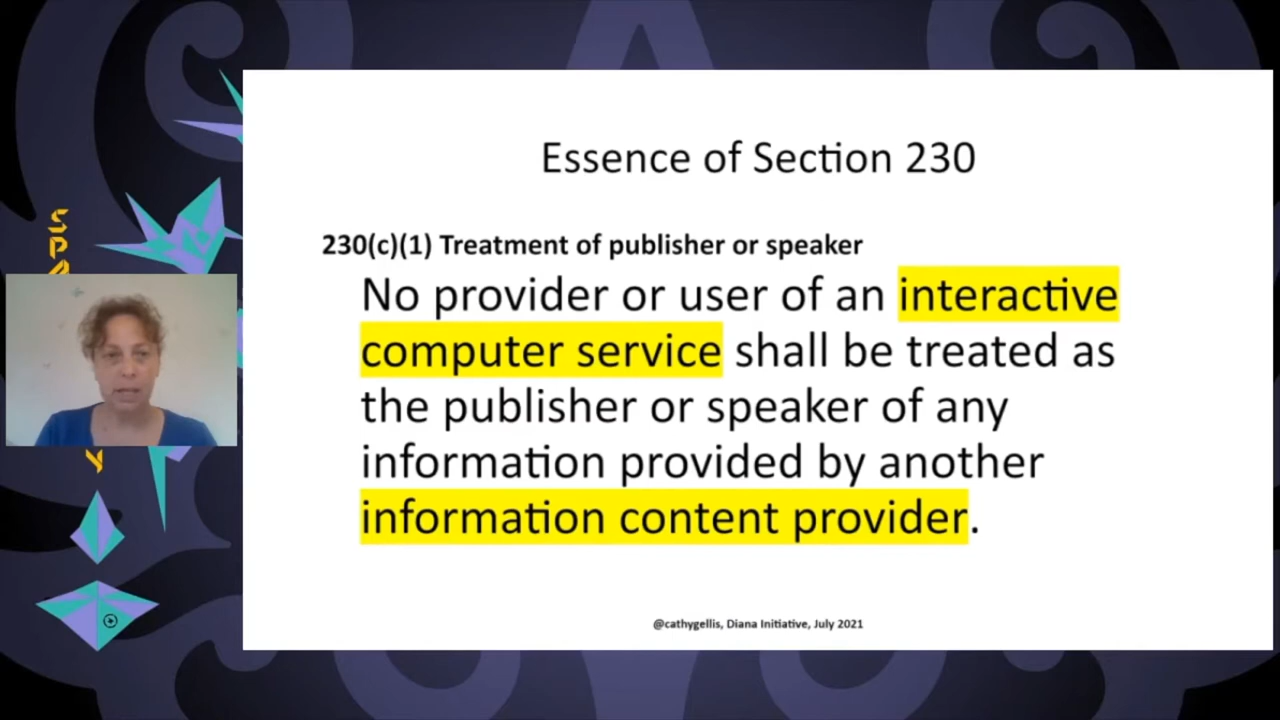 Essence of Section 230
230(c)(1) Treatment of publisher or speaker
No provider or user of an interactive
computer service shall be treated as
the publisher or speaker of any
information provided by another
information content provider.
@cathygellis, Diana Initiative, July 2021